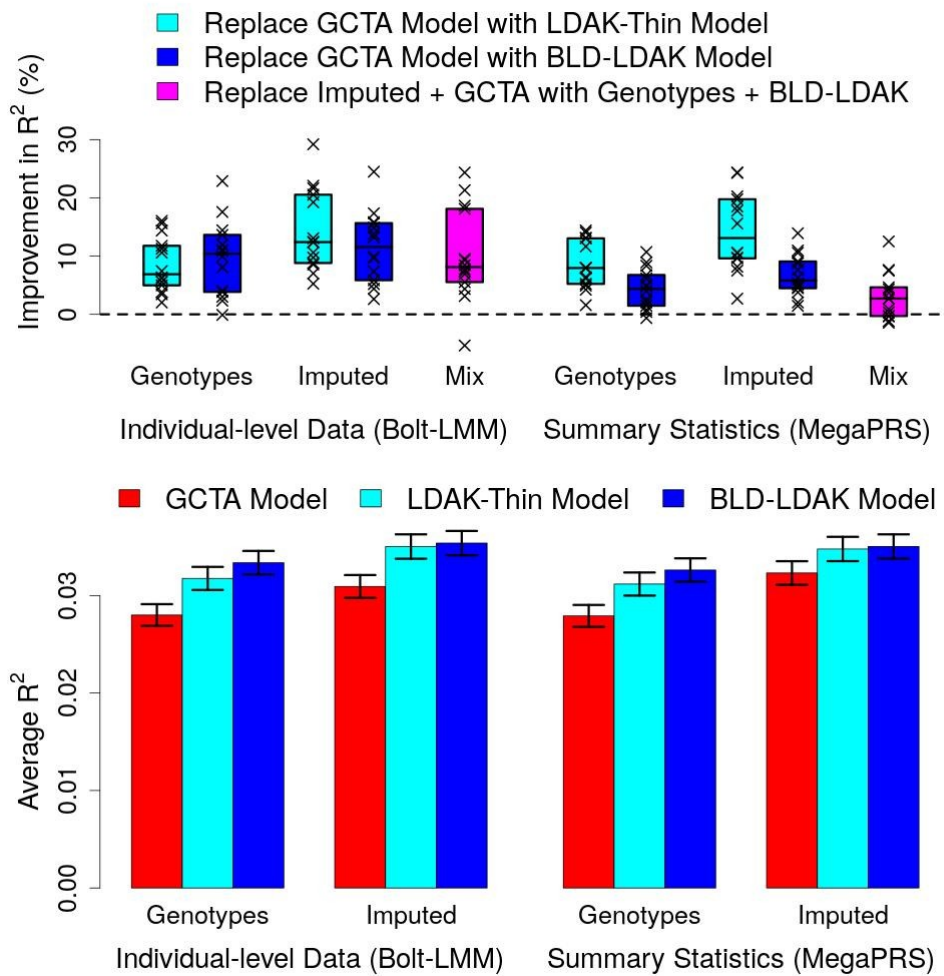 Replace GCTA Model with LDAK-Thin Model
Replace GCTA Model with BLD-LDAK Model
Replace Imputed + GCTA with Genotypes + BLD-LDAK
Improvement in R² (%)
30
20
10
0
Genotypes Imputed Mix Genotypes Imputed Mix
Individual-level Data (Bolt-LMM) Summary Statistics (MegaPRS)
GCTA Model LDAK-Thin Model BLD-LDAK Model
Average R²
0.03
0.02
0.01
0.00
Genotypes Imputed Genotypes Imputed
Individual-level Data (Bolt-LMM) Summary Statistics (MegaPRS)